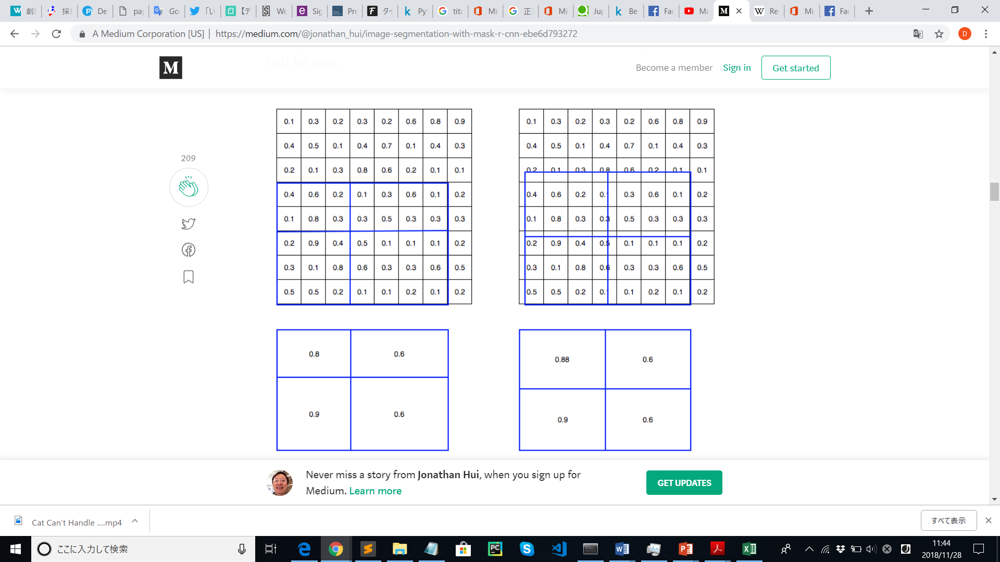 創 採 De pa Go 「い 【デ Wo Sig Pre タイ Pyt tita Mi 正 Mi Jup Be Fac Ma Re Mi Fac
A Medium Corporation [US] | https://medium.com/@jonathan_hui/image-segmentation-with-mask-r-cnn-ebe6d793272
to 0.88 now.
Become a member Sign in Get started
209
0.1 0.3 0.2 0.3 0.2 0.6 0.8 0.9
0.4 0.5 0.1 0.4 0.7 0.1 0.4 0.3
0.2 0.1 0.3 0.8 0.6 0.2 0.1 0.1
0.4 0.6 0.2 0.1 0.3 0.6 0.1 0.2
0.1 0.8 0.3 0.3 0.5 0.3 0.3 0.3
0.2 0.9 0.4 0.5 0.1 0.1 0.1 0.2
0.3 0.1 0.8 0.6 0.3 0.3 0.6 0.5
0.5 0.5 0.2 0.1 0.1 0.2 0.1 0.2
0.8 0.6
0.9 0.6
0.1 0.3 0.2 0.3 0.2 0.6 0.8 0.9
0.4 0.5 0.1 0.4 0.7 0.1 0.4 0.3
0.2 0.1 0.3 0.8 0.6 0.2 0.1 0.1
0.4 0.6 0.2 0.1 0.3 0.6 0.1 0.2
0.1 0.8 0.3 0.3 0.5 0.3 0.3 0.3
0.2 0.9 0.4 0.5 0.1 0.1 0.1 0.2
0.3 0.1 0.8 0.6 0.3 0.3 0.6 0.5
0.5 0.5 0.2 0.1 0.1 0.2 0.1 0.2
0.88 0.6
0.9 0.6
Never miss a story from Jonathan Hui, when you sign up for
Medium. Learn more
GET UPDATES
Cat Can't Handle ....mp4
すべて表示
ここに入力して検索
11:44
2018/11/28